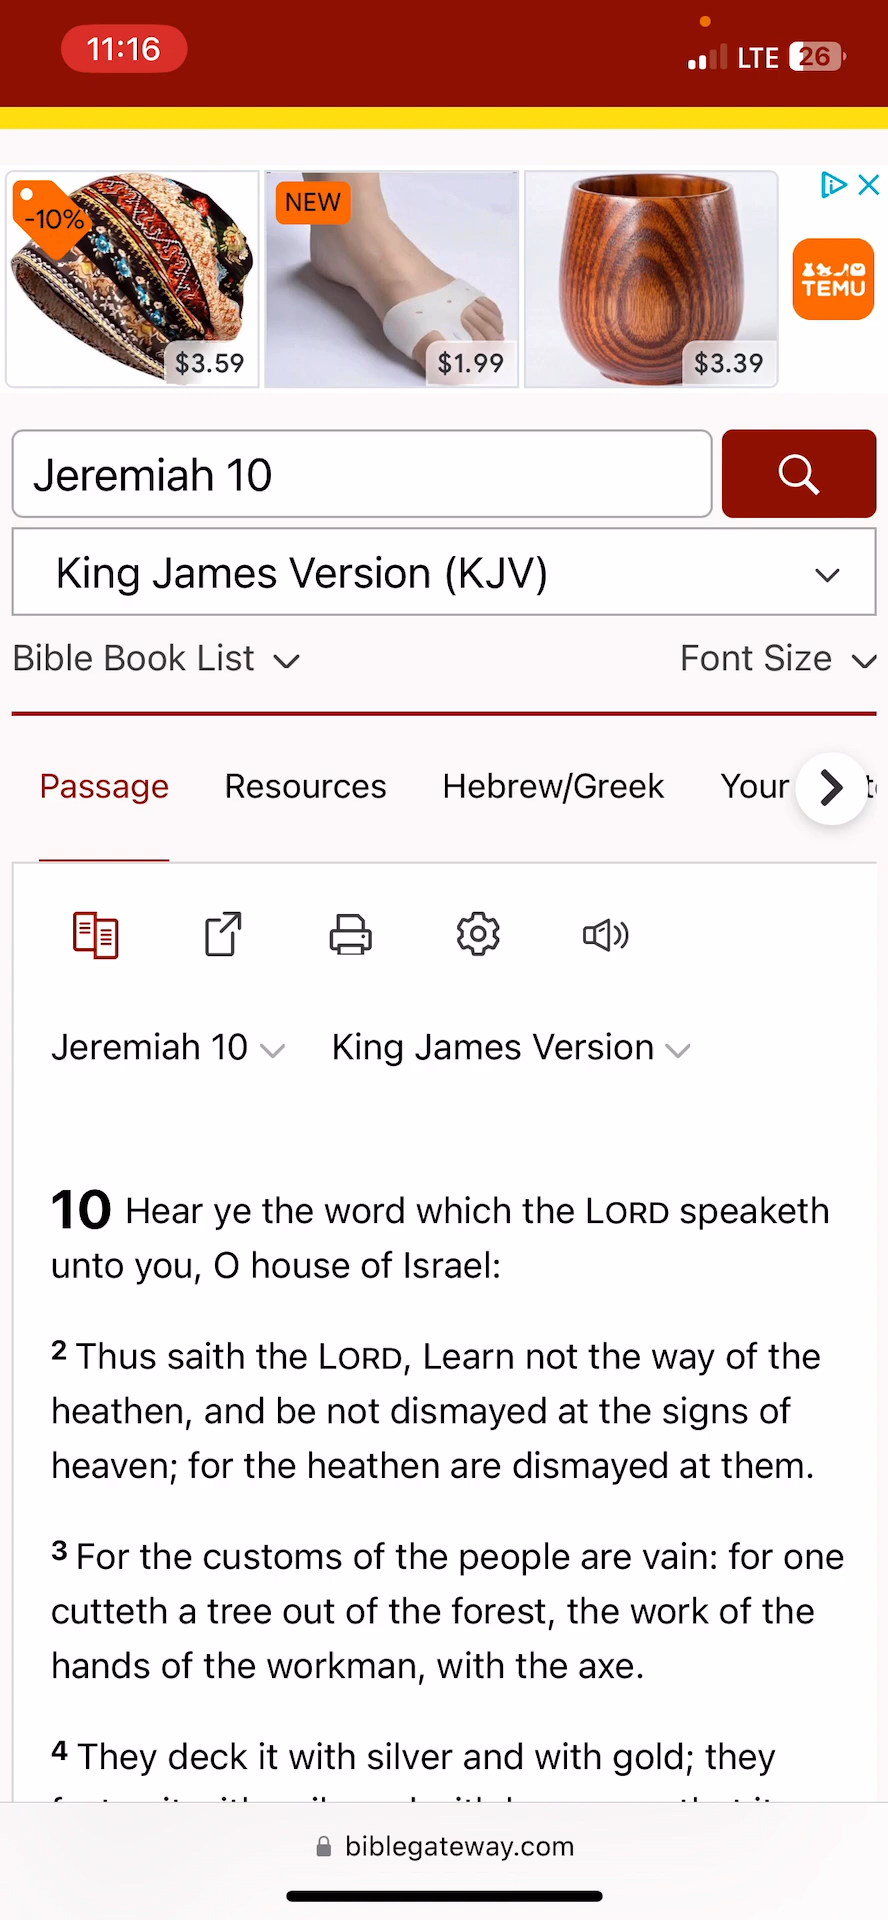 11:16
LTE 26
-10%
$3.59
NEW
$1.99
$3.39
TEMU
Jeremiah 10
King James Version (KJV)
Bible Book List
Font Size
Passage
Resources
Hebrew/Greek
Your
Jeremiah 10
King James Version
10 Hear ye the word which the LORD speaketh
unto you, O house of Israel:
2 Thus saith the LORD, Learn not the way of the
heathen, and be not dismayed at the signs of
heaven; for the heathen are dismayed at them.
3 For the customs of the people are vain: for one
cutteth a tree out of the forest, the work of the
hands of the workman, with the axe.
4 They deck it with silver and with gold; they
biblegateway.com